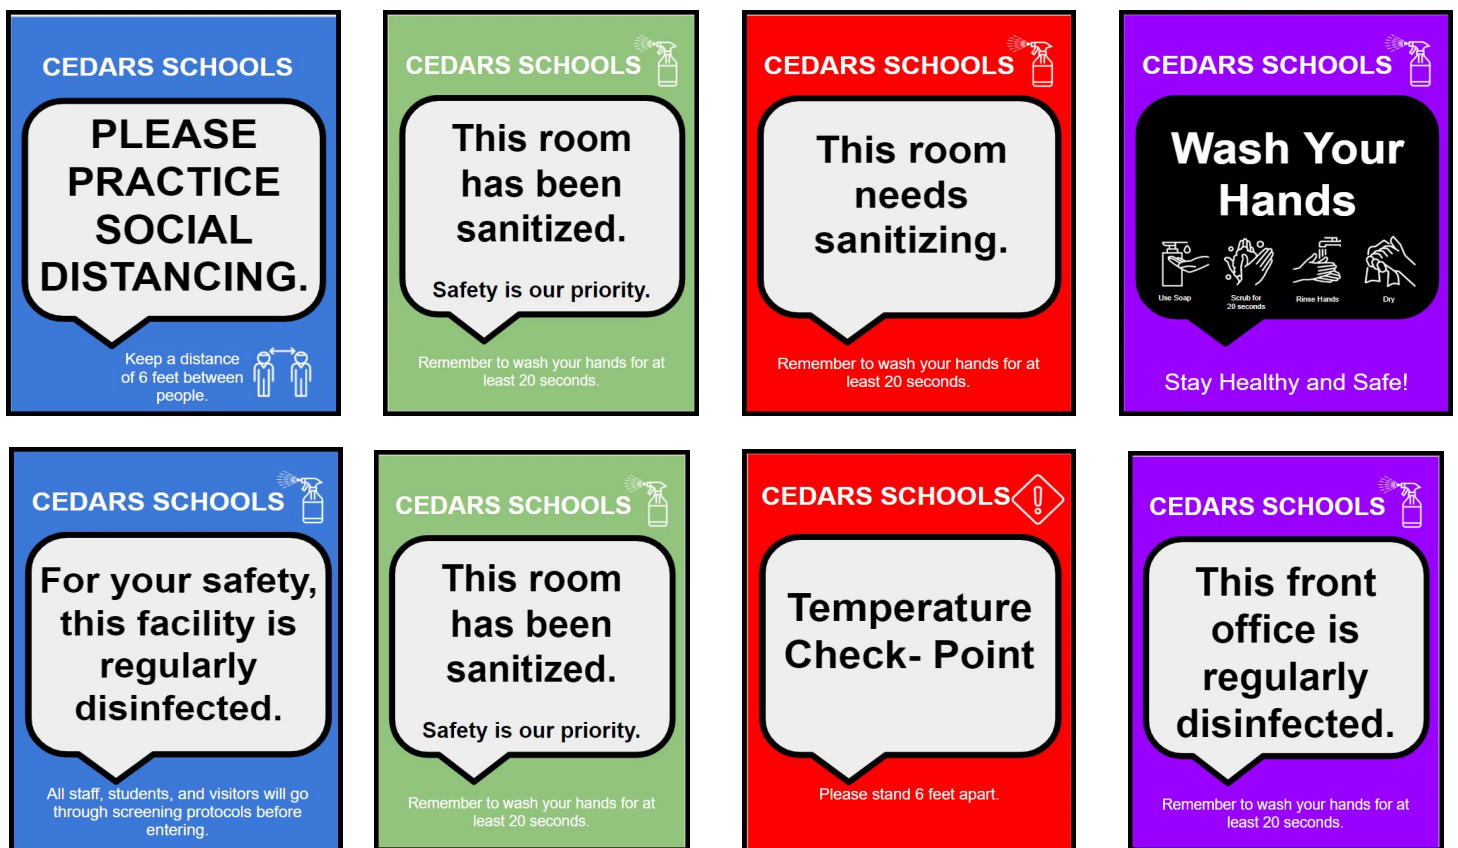 CEDARS SCHOOLS
PLEASE
PRACTICE
SOCIAL
DISTANCING.
Keep a distance
of 6 feet between
people.
CEDARS SCHOOLS
This room
has been
sanitized.
Safety is our priority.
Remember to wash your hands for at
least 20 seconds.
CEDARS SCHOOLS
This room
needs
sanitizing.
Remember to wash your hands for at
least 20 seconds.
CEDARS SCHOOLS
Wash Your
Hands
Use Soap
Scrub for
20 seconds
Rinse Hands
Dry
Stay Healthy and Safe!
CEDARS SCHOOLS
For your safety,
this facility is
regularly
disinfected.
All staff, students, and visitors will go
through screening protocols before
entering.
CEDARS SCHOOLS
This room
has been
sanitized.
Safety is our priority.
Remember to wash your hands for at
least 20 seconds.
CEDARS SCHOOLS
Temperature
Check- Point
Please stand 6 feet apart.
CEDARS SCHOOLS
This front
office is
regularly
disinfected.
Remember to wash your hands for at
least 20 seconds.